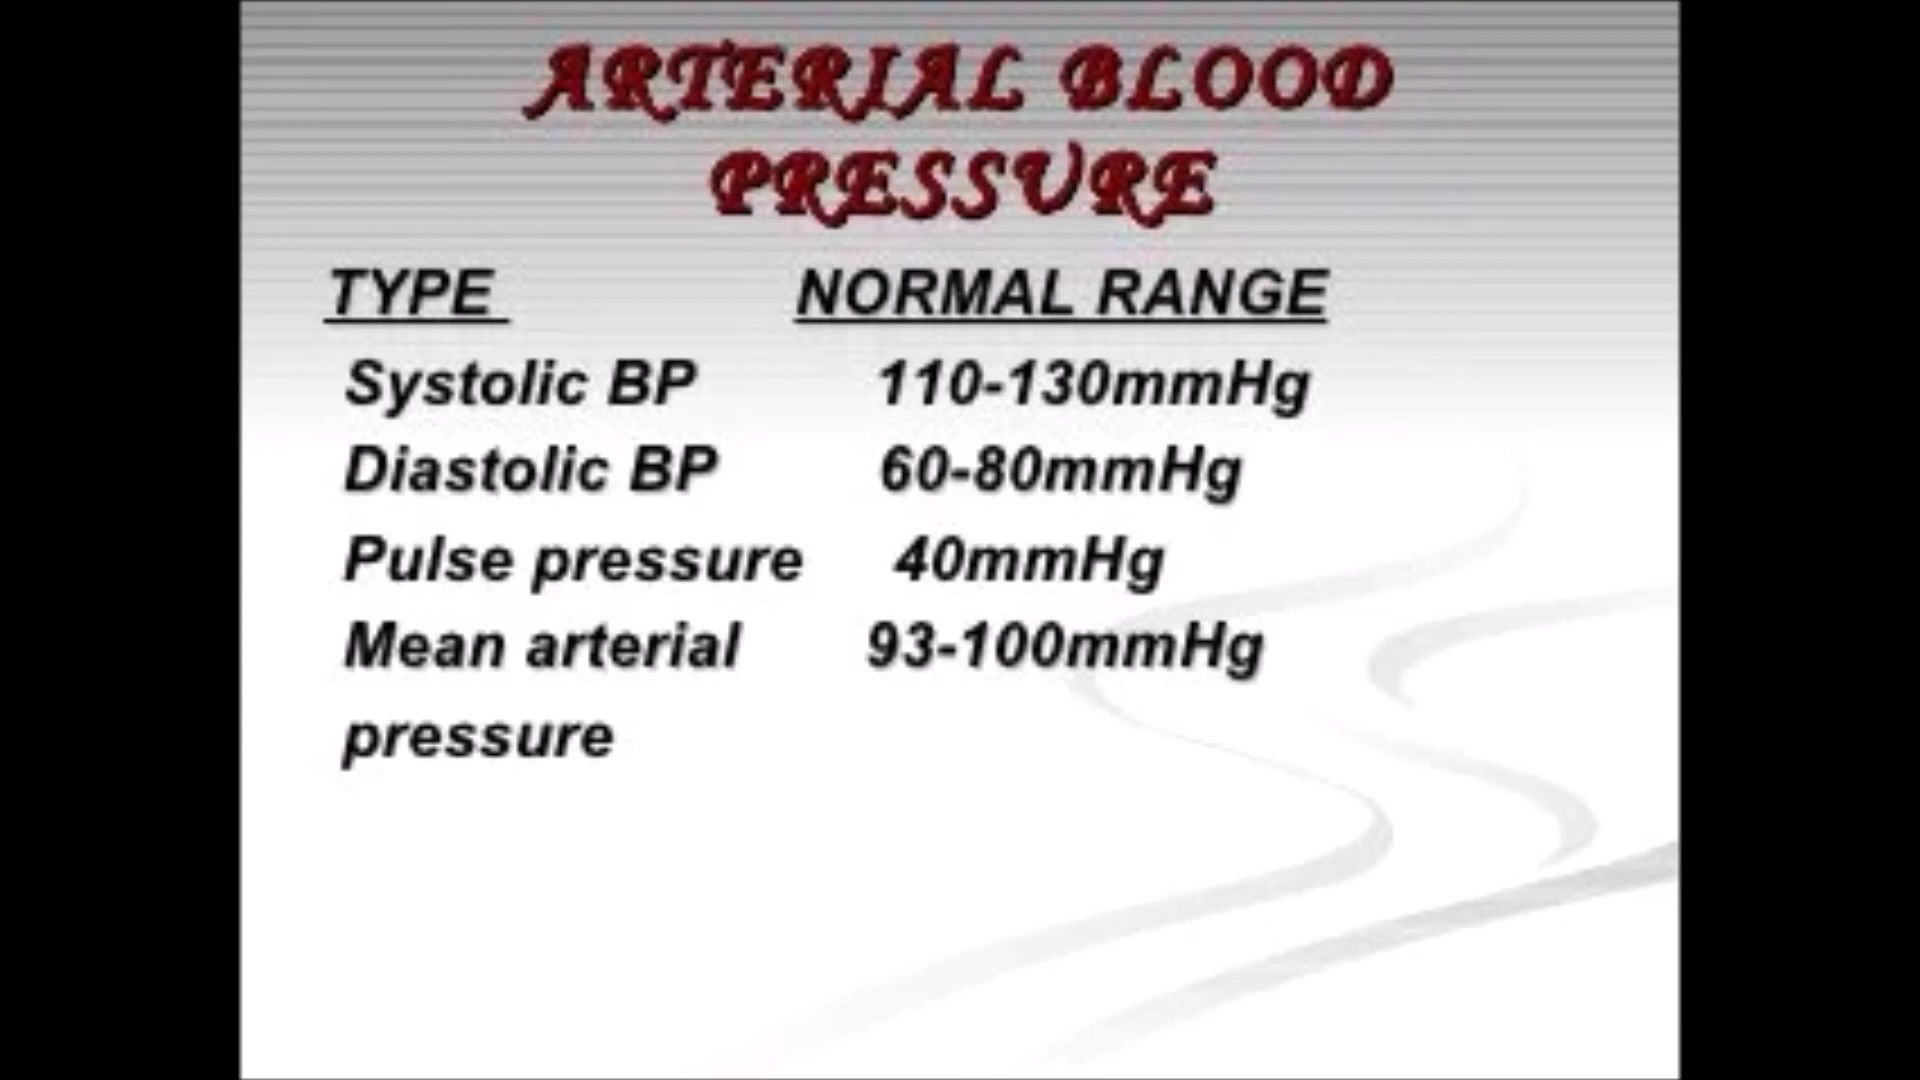 ARTERIAL BLOOD
PRESSURE
TYPE NORMAL RANGE
Systolic BP 110-130mmHg
Diastolic BP 60-80mmHg
Pulse pressure 40mmHg
Mean arterial 93-100mmHg
pressure